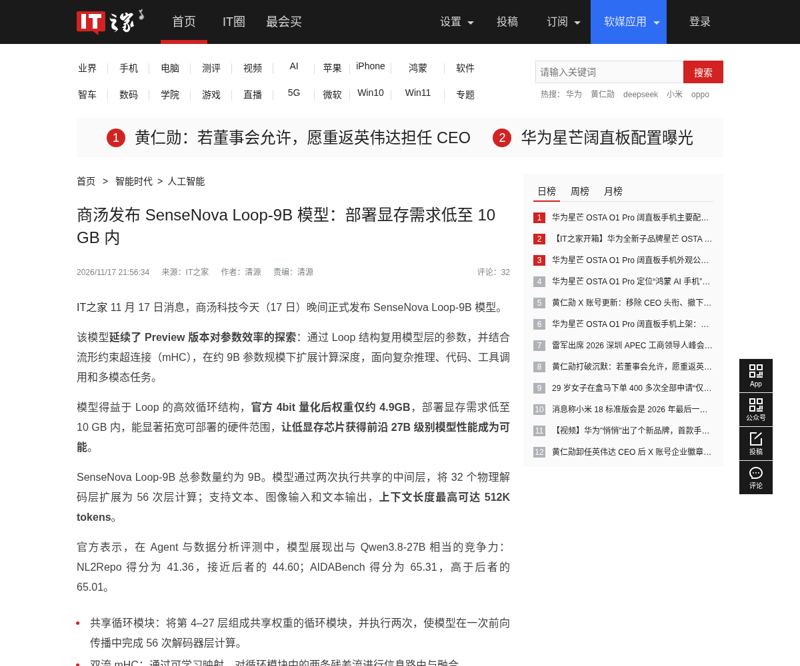 IT之家
首页 IT圈 最会买 设置 投稿 订阅 软媒应用 登录
业界 手机 电脑 测评 视频 AI 苹果 iPhone 鸿蒙 软件
智车 数码 学院 游戏 直播 5G 微软 Win10 Win11 专题
请输入关键词 搜索
热搜：华为 黄仁勋 deepseek 小米 oppo
1 黄仁勋：若董事会允许，愿重返英伟达担任 CEO 2 华为星芒阔直板配置曝光
首页 > 智能时代 > 人工智能
商汤发布 SenseNova Loop-9B 模型：部署显存需求低至 10
GB 内
2026/11/17 21:56:34 来源：IT之家 作者：清源 责编：清源 评论：32
IT之家 11 月 17 日消息，商汤科技今天（17 日）晚间正式发布 SenseNova Loop-9B 模型。
该模型延续了 Preview 版本对参数效率的探索：通过 Loop 结构复用模型层的参数，并结合
流形约束超连接（mHC），在约 9B 参数规模下扩展计算深度，面向复杂推理、代码、工具调
用和多模态任务。
模型得益于 Loop 的高效循环结构，官方 4bit 量化后权重仅约 4.9GB，部署显存需求低至
10 GB 内，能显著拓宽可部署的硬件范围，让低显存芯片获得前沿 27B 级别模型性能成为可
能。
SenseNova Loop-9B 总参数量约为 9B。模型通过两次执行共享的中间层，将 32 个物理解
码层扩展为 56 次层计算；支持文本、图像输入和文本输出，上下文长度最高可达 512K
tokens。
官方表示，在 Agent 与数据分析评测中，模型展现出与 Qwen3.8-27B 相当的竞争力：
NL2Repo 得分为 41.36，接近后者的 44.60；AIDABench 得分为 65.31，高于后者的
65.01。
共享循环模块：将第 4–27 层组成共享权重的循环模块，并执行两次，使模型在一次前向
传播中完成 56 次解码器层计算。
双流 mHC：通过可学习映射，对循环模块中的两条残差流进行信息路由与融合
日榜 周榜 月榜
1 华为星芒 OSTA O1 Pro 阔直板手机主要配...
2 【IT之家开箱】华为全新子品牌星芒 OSTA ...
3 华为星芒 OSTA O1 Pro 阔直板手机外观公...
4 华为星芒 OSTA O1 Pro 定位“鸿蒙 AI 手机”...
5 黄仁勋 X 账号更新：移除 CEO 头衔、撤下...
6 华为星芒 OSTA O1 Pro 阔直板手机上架：...
7 雷军出席 2026 深圳 APEC 工商领导人峰会...
8 黄仁勋打破沉默：若董事会允许，愿重返英...
9 29 岁女子在盒马下单 400 多次全部申请“仅...
10 消息称小米 18 标准版会是 2026 年最后一...
11 【视频】华为“悄悄”出了个新品牌，首款手...
12 黄仁勋卸任英伟达 CEO 后 X 账号企业徽章...
App
公众号
投稿
评论